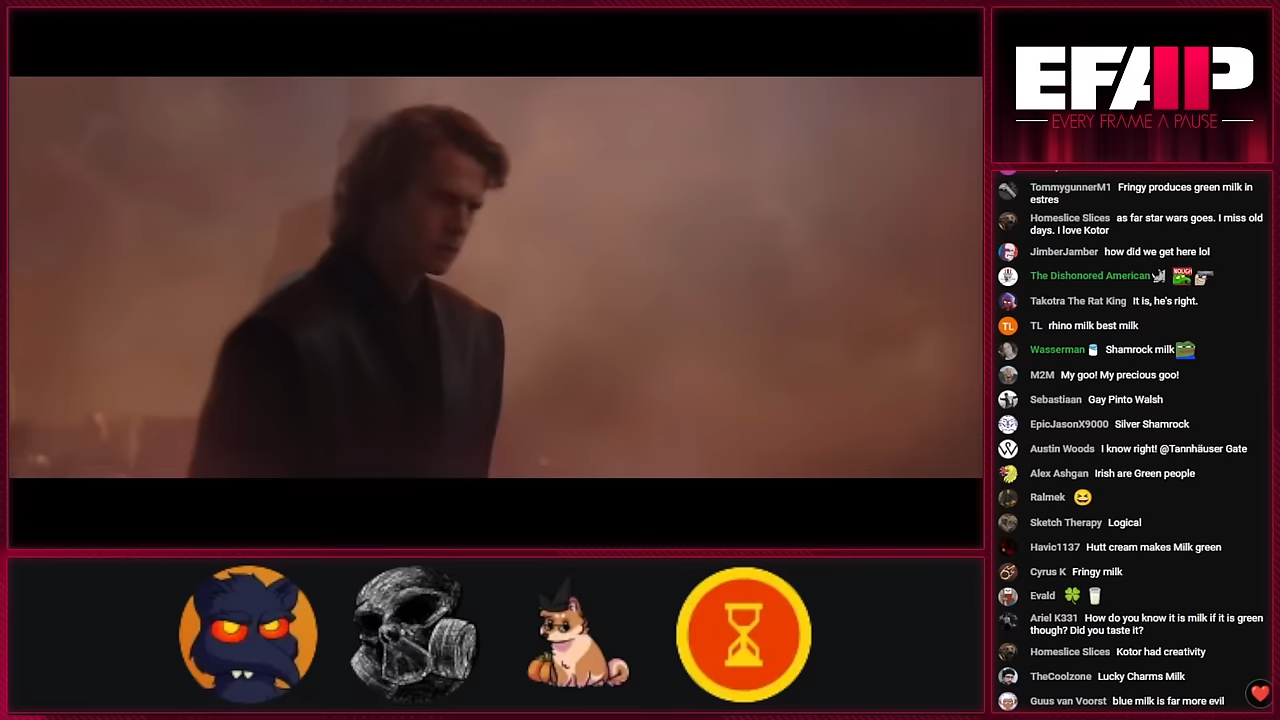 EFAP
EVERY FRAME A PAUSE
TommygunnerM1 Fringy produces green milk in
estres
Homeslice Slices as far star wars goes. I miss old
days. I love Kotor
JimberJamber how did we get here lol
The Dishonored American
Takotra The Rat King It is, he's right.
TL TL rhino milk best milk
Wasserman Shamrock milk
M2M My goo! My precious goo!
Sebastiaan Gay Pinto Walsh
EpicJasonX9000 Silver Shamrock
Austin Woods I know right! @Tannhäuser Gate
Alex Ashgan Irish are Green people
Ralmek
Sketch Therapy Logical
Havic1137 Hutt cream makes Milk green
Cyrus K Fringy milk
Evald
Ariel K331 How do you know it is milk if it is green
though? Did you taste it?
Homeslice Slices Kotor had creativity
TheCoolzone Lucky Charms Milk
Guus van Voorst blue milk is far more evil